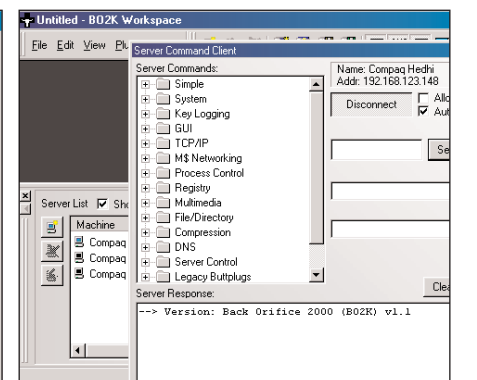 Untitled - BO2K Workspace
File Edit View
Server Command Client
Server Commands:
Simple
System
Key Logging
GUI
TCP/IP
M$ Networking
Process Control
Registry
Multimedia
File/Directory
Compression
DNS
Server Control
Legacy Buttplugs
Name: Compaq Hedhi
Addr: 192.168.123.148
Disconnect
Server List
Machine
Compaq
Compaq
Compaq
Server Response:
--> Version: Back Orifice 2000 (BO2K) v1.1